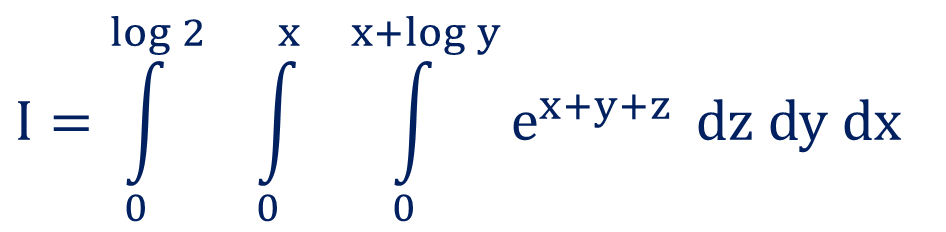 log 2 x x+log y
I = ∫ ∫ ∫ e^x+y+z dz dy dx
0 0 0